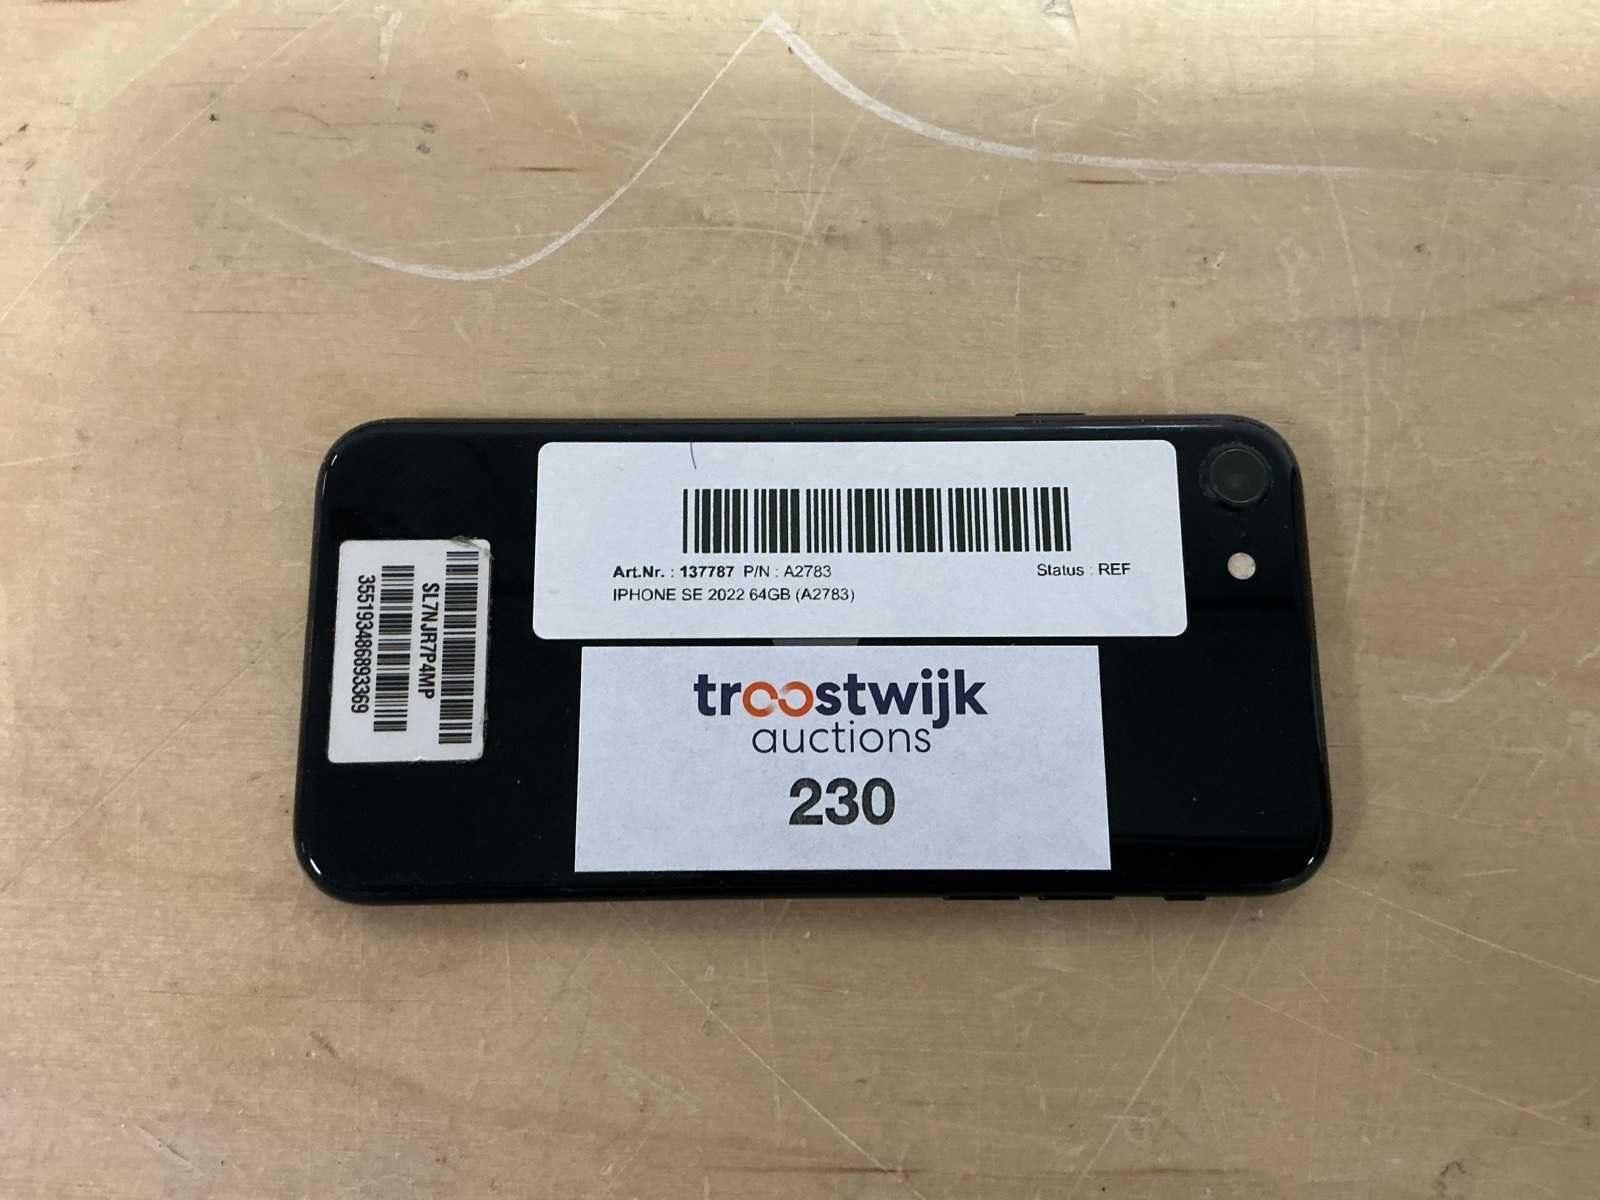 Art.Nr. : 137787 P/N : A2783 Status : REF
IPHONE SE 2022 64GB (A2783)
troostwijk
auctions
230
SL7NJR7P4MP
355193486893369